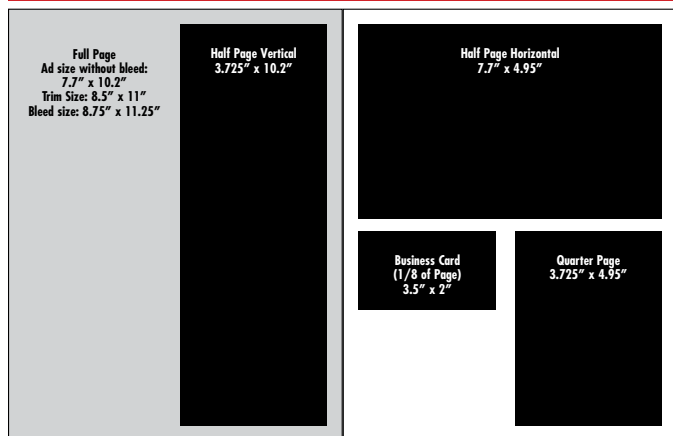 Full Page
Ad size without bleed:
7.7″ x 10.2″
Trim Size: 8.5″ x 11″
Bleed size: 8.75″ x 11.25″
Half Page Vertical
3.725″ x 10.2″
Half Page Horizontal
7.7″ x 4.95″
Business Card
(1/8 of Page)
3.5″ x 2″
Quarter Page
3.725″ x 4.95″